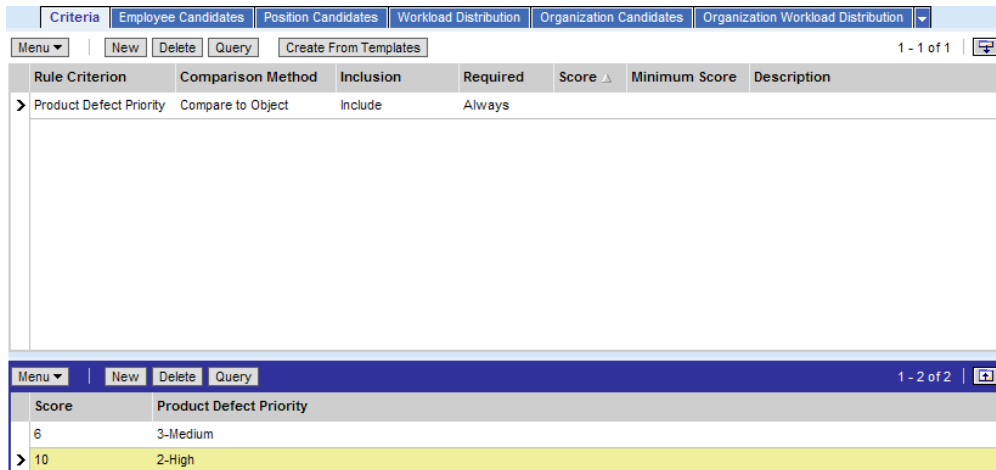 Criteria Employee Candidates Position Candidates Workload Distribution Organization Candidates Organization Workload Distribution
Menu New Delete Query Create From Templates 1 - 1 of 1
Rule Criterion Comparison Method Inclusion Required Score Minimum Score Description
Product Defect Priority Compare to Object Include Always
Menu New Delete Query 1 - 2 of 2
Score Product Defect Priority
6 3-Medium
10 2-High